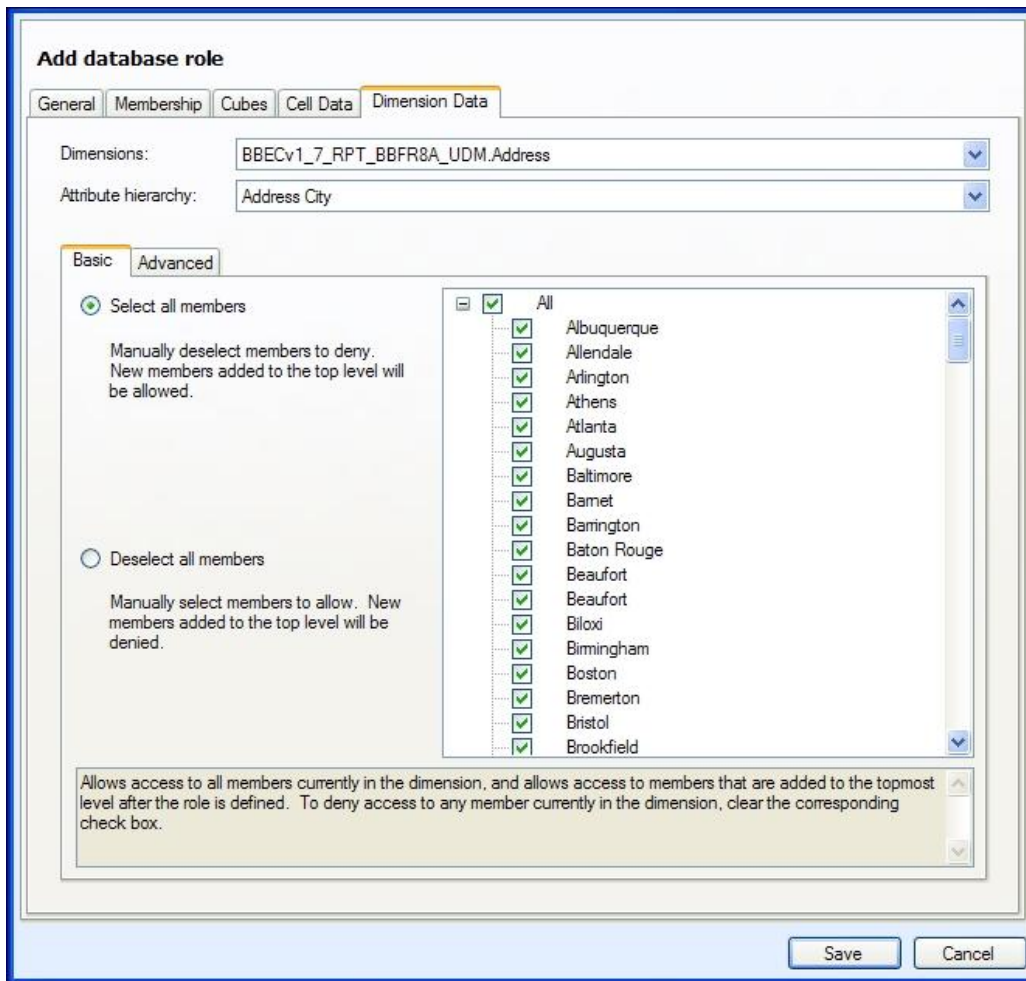 Add database role
General Membership Cubes Cell Data Dimension Data
Dimensions: BBECv1_7_RPT_BBFR8A_UDM.Address
Attribute hierarchy: Address City
Basic Advanced
Select all members
Manually deselect members to deny.
New members added to the top level will
be allowed.
Deselect all members
Manually select members to allow. New
members added to the top level will be
denied.
All
Albuquerque
Allendale
Arlington
Athens
Atlanta
Augusta
Baltimore
Barnet
Barrington
Baton Rouge
Beaufort
Beaufort
Biloxi
Birmingham
Boston
Bremerton
Bristol
Brookfield
Allows access to all members currently in the dimension, and allows access to members that are added to the topmost
level after the role is defined. To deny access to any member currently in the dimension, clear the corresponding
check box.
Save Cancel